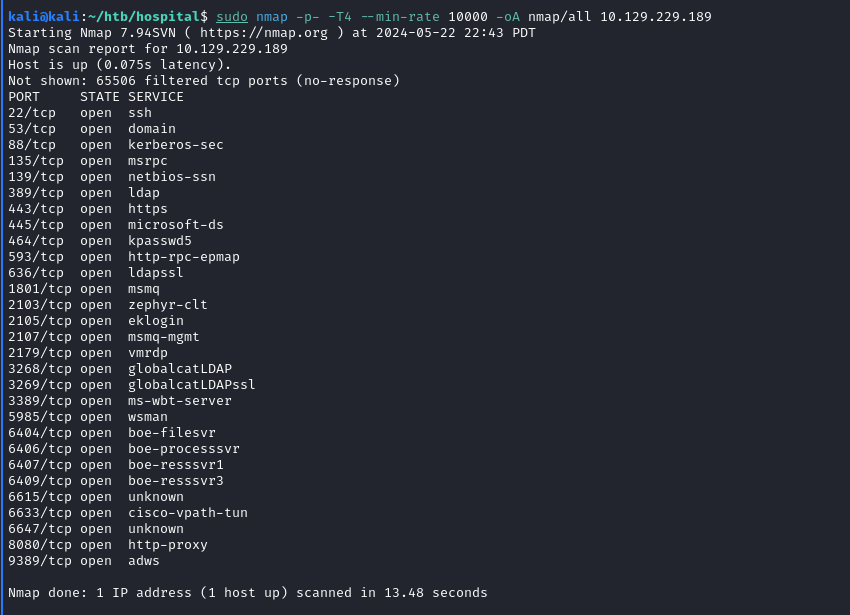 kali@kali:~/htb/hospital$ sudo nmap -p- -T4 --min-rate 10000 -oA nmap/all 10.129.229.189
Starting Nmap 7.94SVN ( https://nmap.org ) at 2024-05-22 22:43 PDT
Nmap scan report for 10.129.229.189
Host is up (0.075s latency).
Not shown: 65506 filtered tcp ports (no-response)
PORT     STATE SERVICE
22/tcp   open  ssh
53/tcp   open  domain
88/tcp   open  kerberos-sec
135/tcp  open  msrpc
139/tcp  open  netbios-ssn
389/tcp  open  ldap
443/tcp  open  https
445/tcp  open  microsoft-ds
464/tcp  open  kpasswd5
593/tcp  open  http-rpc-epmap
636/tcp  open  ldapssl
1801/tcp open  msmq
2103/tcp open  zephyr-clt
2105/tcp open  eklogin
2107/tcp open  msmq-mgmt
2179/tcp open  vmrdp
3268/tcp open  globalcatLDAP
3269/tcp open  globalcatLDAPssl
3389/tcp open  ms-wbt-server
5985/tcp open  wsman
6404/tcp open  boe-filesvr
6406/tcp open  boe-processsvr
6407/tcp open  boe-resssvr1
6409/tcp open  boe-resssvr3
6615/tcp open  unknown
6633/tcp open  cisco-vpath-tun
6647/tcp open  unknown
8080/tcp open  http-proxy
9389/tcp open  adws
Nmap done: 1 IP address (1 host up) scanned in 13.48 seconds